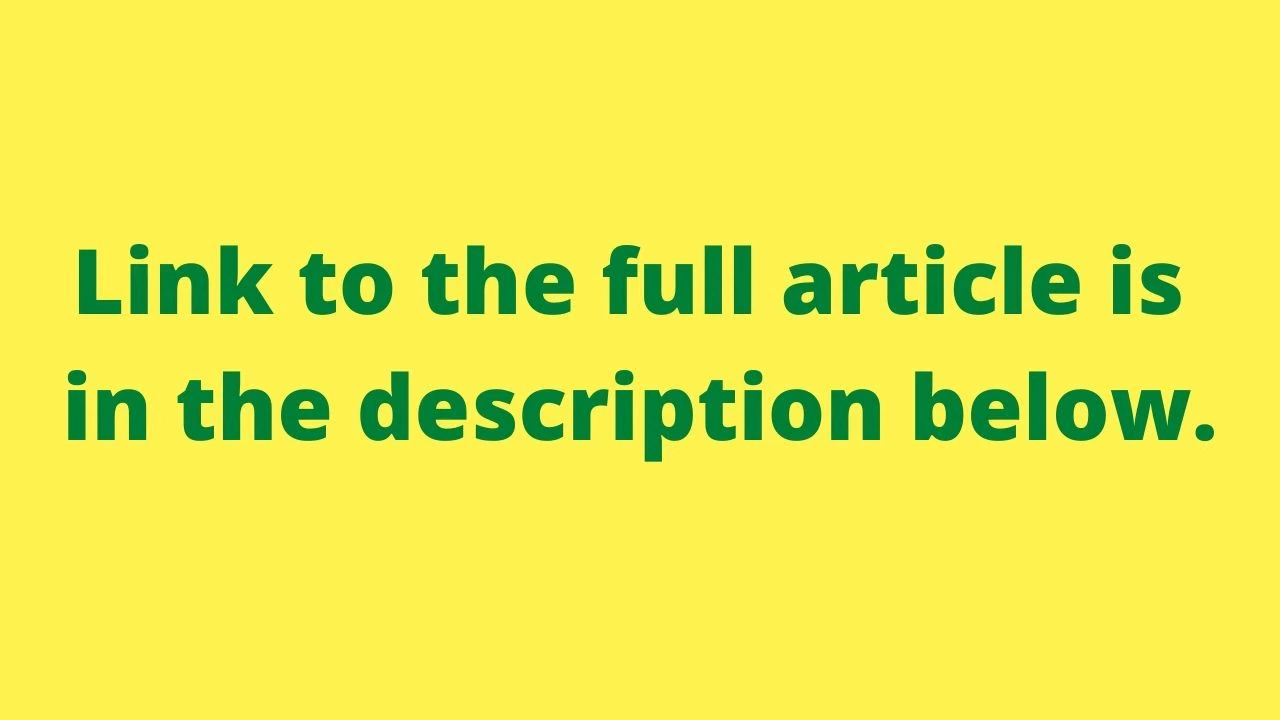 Link to the full article is
in the description below.